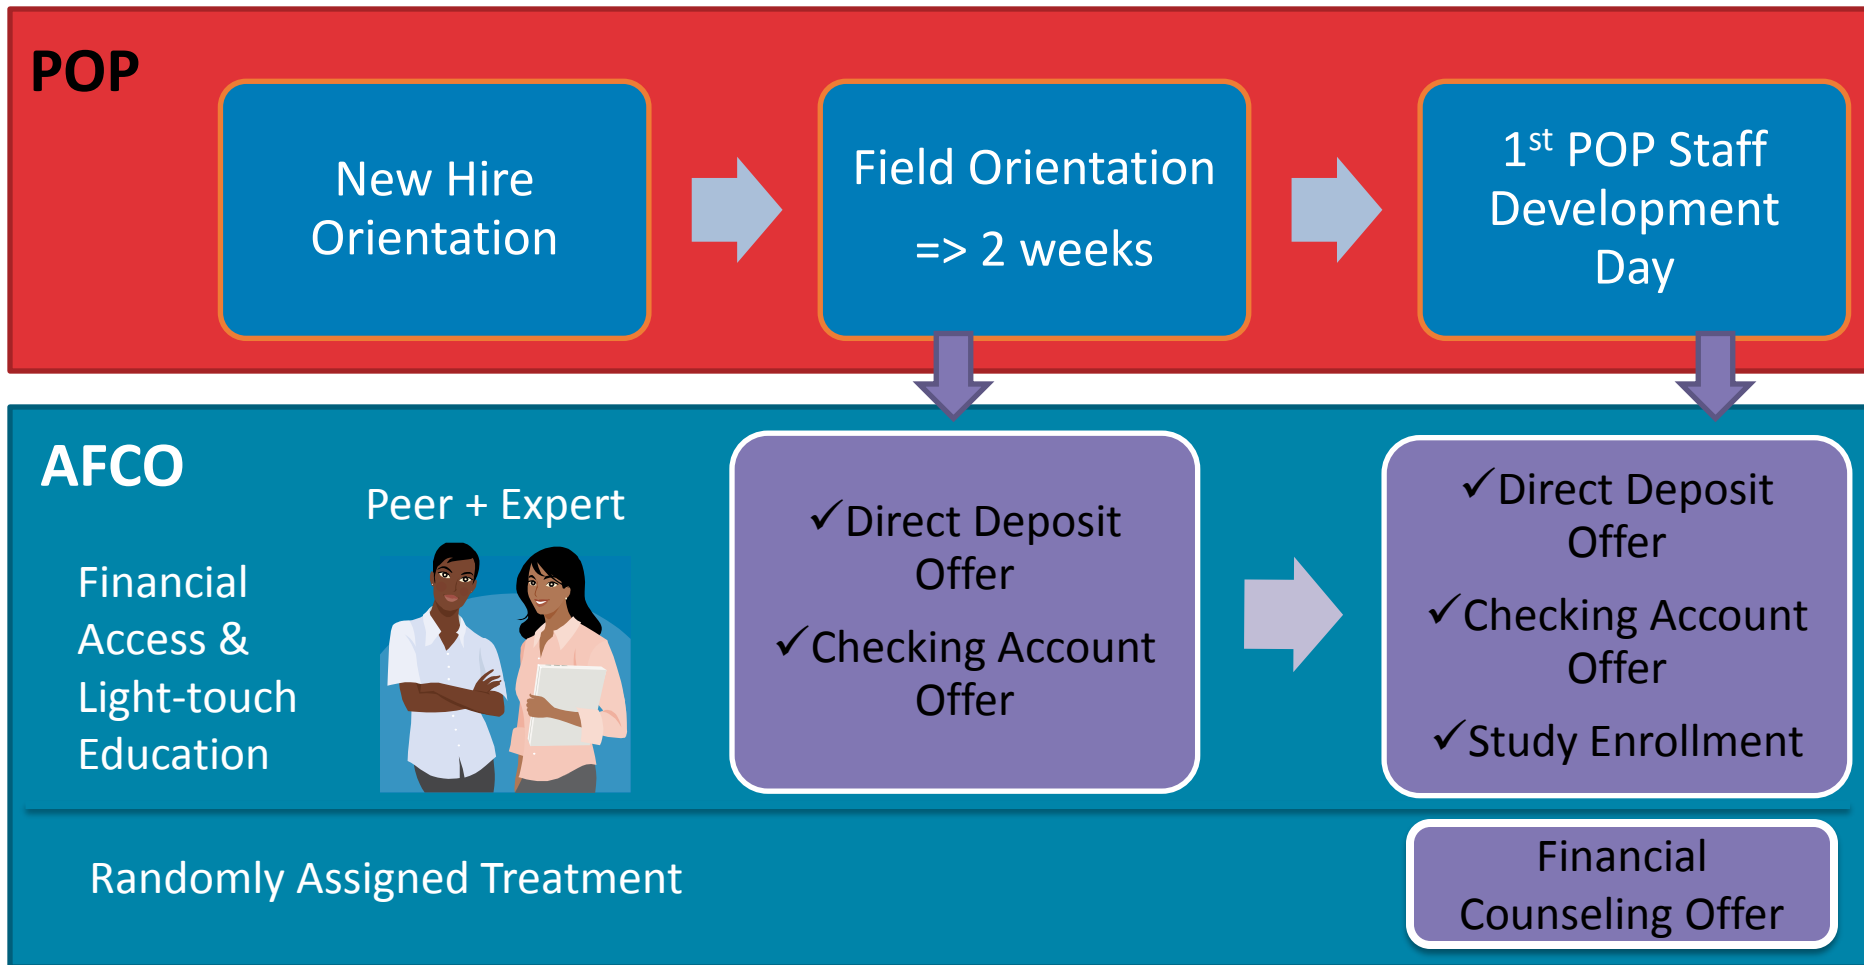 POP
New Hire
Orientation
Field Orientation
=> 2 weeks
1st POP Staff
Development
Day
AFCO
Peer + Expert
Financial
Access &
Light-touch
Education
✓Direct Deposit
Offer
✓Checking Account
Offer
✓Direct Deposit
Offer
✓Checking Account
Offer
✓Study Enrollment
Randomly Assigned Treatment
Financial
Counseling Offer